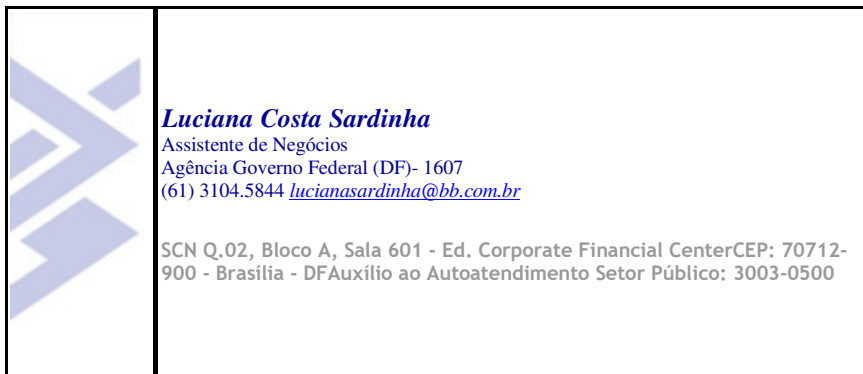 Luciana Costa Sardinha
Assistente de Negócios
Agência Governo Federal (DF)- 1607
(61) 3104.5844 lucianasardinha@bb.com.br
SCN Q.02, Bloco A, Sala 601 - Ed. Corporate Financial CenterCEP: 70712-
900 - Brasília - DFAuxílio ao Autoatendimento Setor Público: 3003-0500